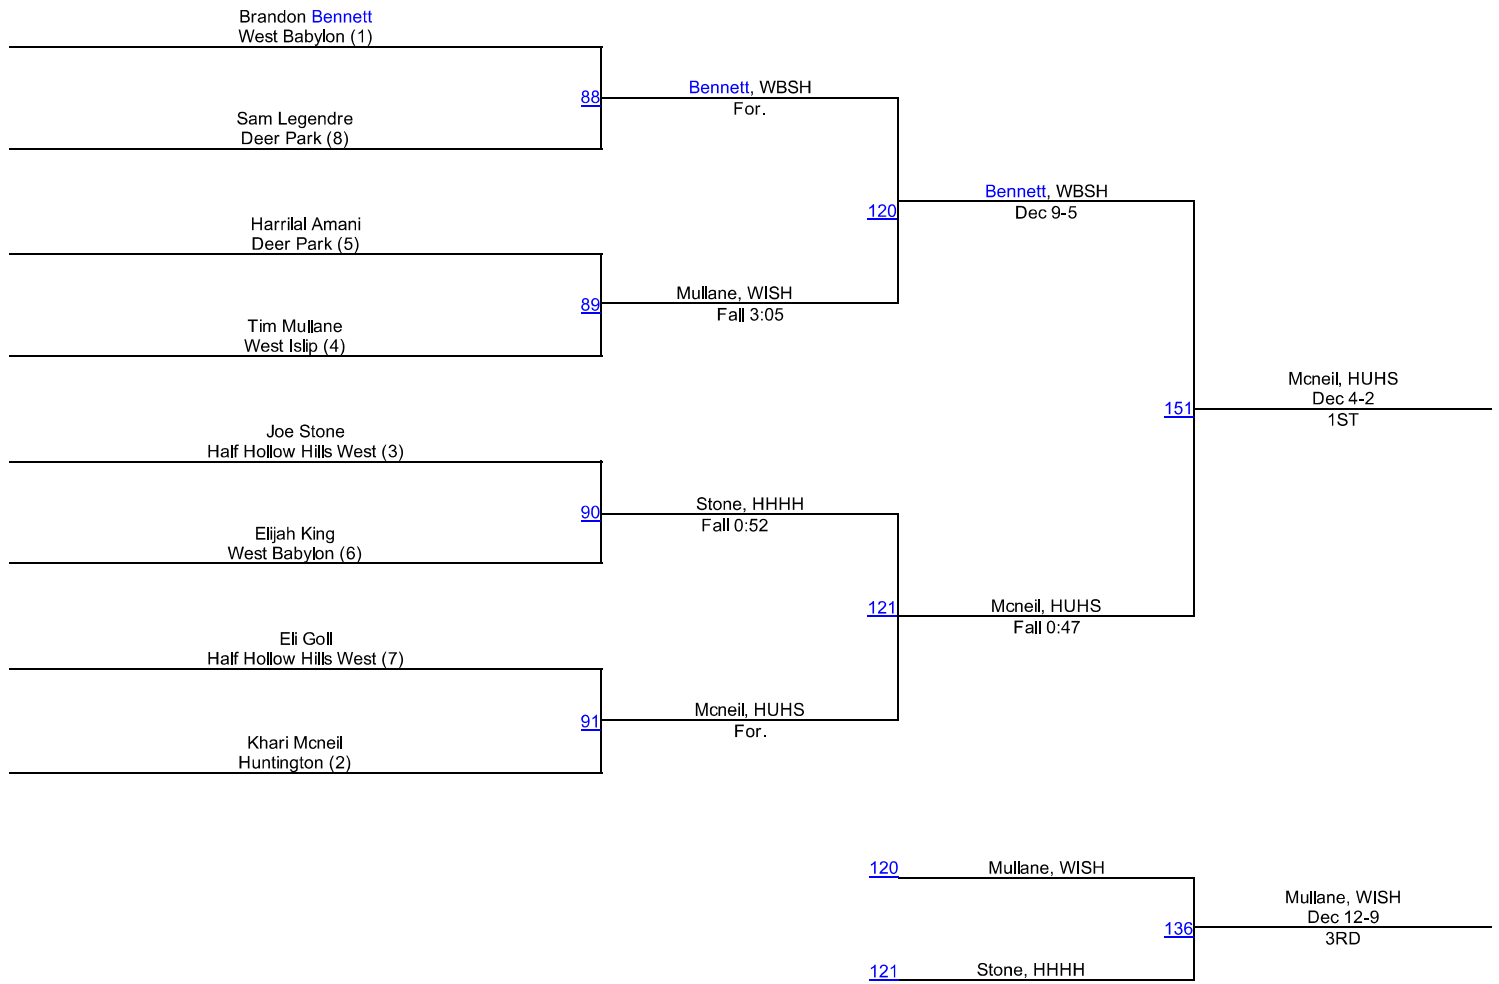 Brandon Bennett
West Babylon (1)
88
Bennett, WBSH
For.
Sam Legendre
Deer Park (8)
Bennett, WBSH
Dec 9-5
120
Harrilal Amani
Deer Park (5)
89
Mullane, WISH
Fall 3:05
Tim Mullane
West Islip (4)
151
Mcneil, HUHS
Dec 4-2
1ST
Joe Stone
Half Hollow Hills West (3)
90
Stone, HHHH
Fall 0:52
Elijah King
West Babylon (6)
121
Mcneil, HUHS
Fall 0:47
Eli Goll
Half Hollow Hills West (7)
91
Mcneil, HUHS
For.
Khari Mcneil
Huntington (2)
120
Mullane, WISH
136
Mullane, WISH
Dec 12-9
3RD
121
Stone, HHHH